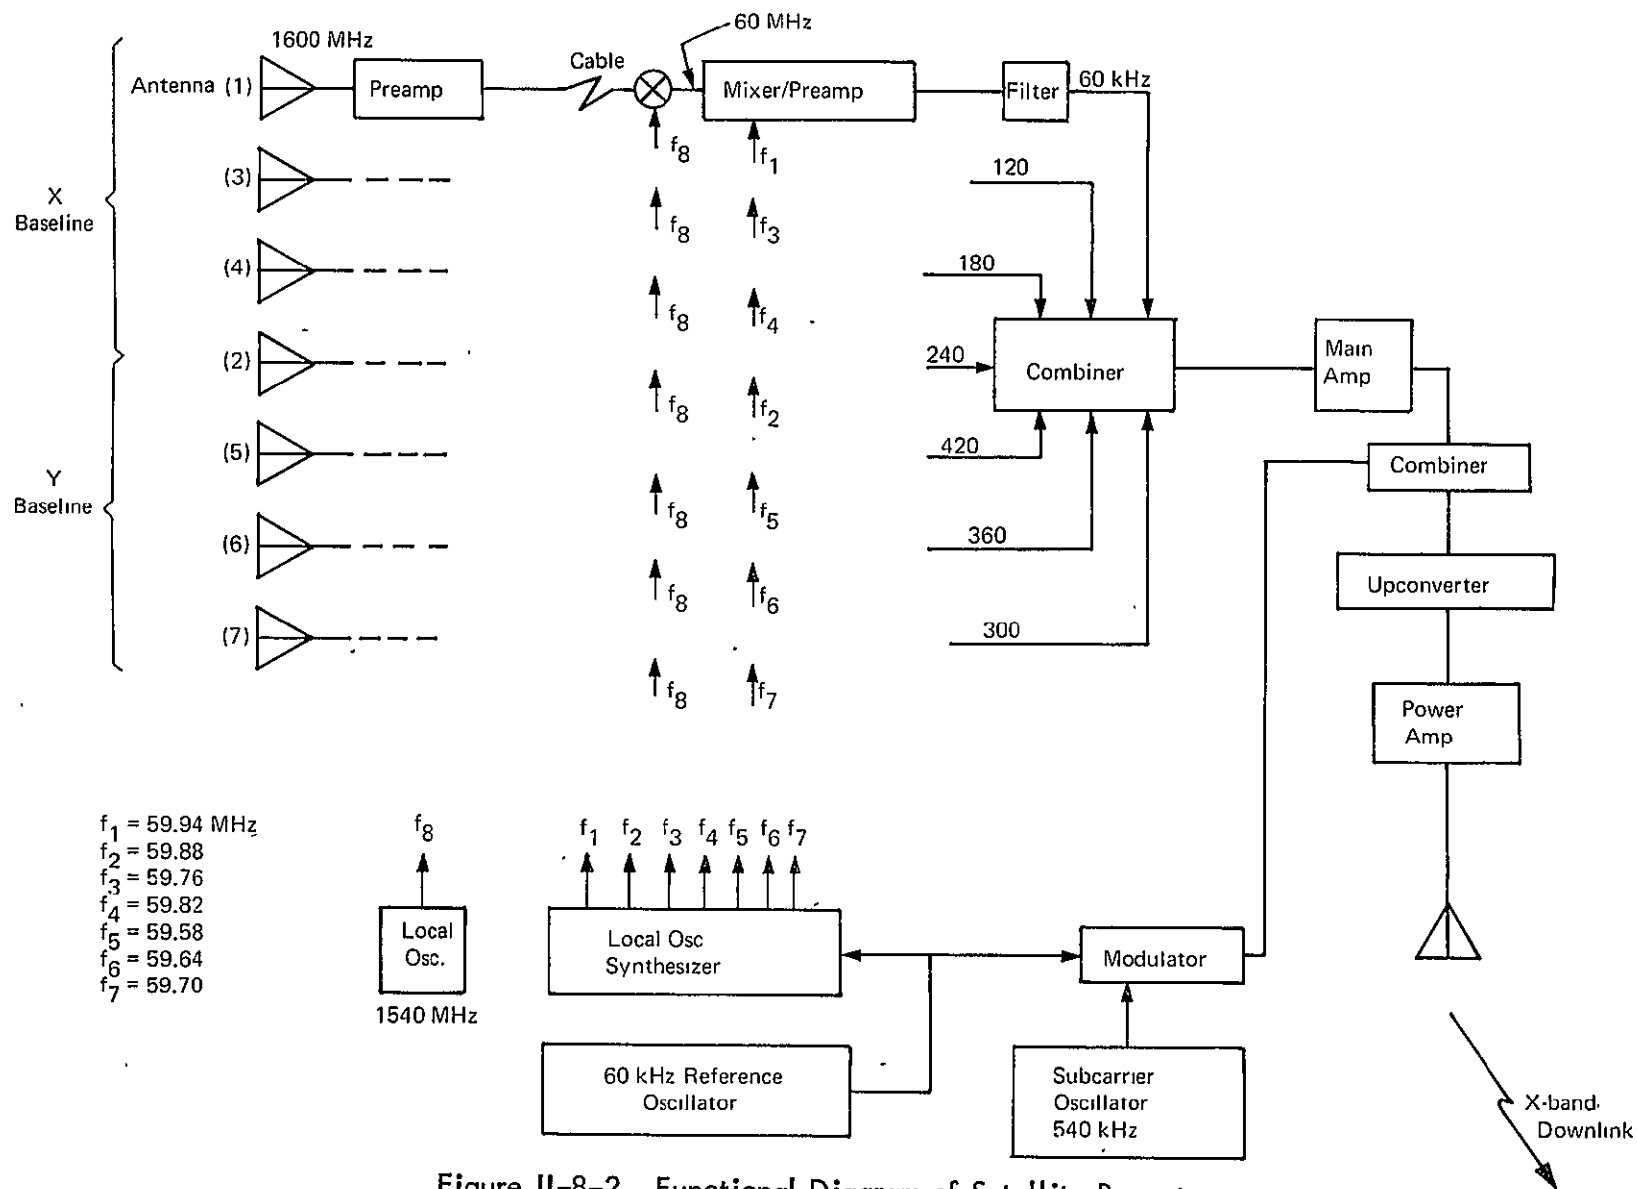 1600 MHz
60 MHz
Cable
Antenna (1)
Preamp
Mixer/Preamp
Filter
60 kHz
f8
f1
(3)
120
X
Baseline
f8
f3
(4)
180
f8
f4
(2)
240
Combiner
Main
Amp
f8
f2
(5)
420
Combiner
Y
Baseline
f8
f5
(6)
360
Upconverter
f8
f6
(7)
300
f8
f7
Power
Amp
f1 = 59.94 MHz
f2 = 59.88
f3 = 59.76
f4 = 59.82
f5 = 59.58
f6 = 59.64
f7 = 59.70
f8
Local
Osc.
1540 MHz
f1 f2 f3 f4 f5 f6 f7
Local Osc
Synthesizer
Modulator
60 kHz Reference
Oscillator
Subcarrier
Oscillator
540 kHz
X-band
Downlink
Figure II-8-2 Functional Diagram of